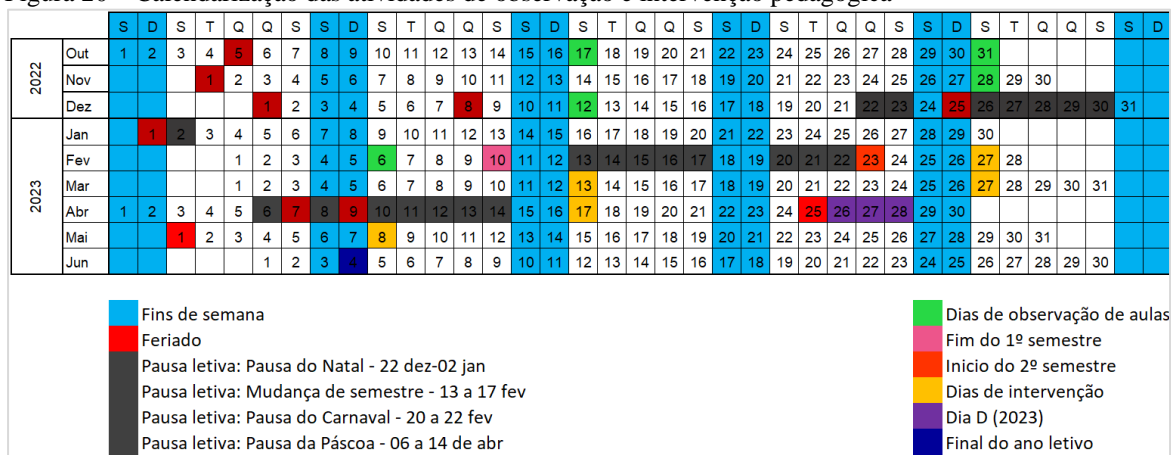 Figura 20 – Calendarização das atividades de observação e intervenção pedagógica
S D S T Q Q S S D S T Q Q S S D S T Q Q S S D S T Q Q S S D S T Q Q S S D
2022
Out 1 2 3 4 5 6 7 8 9 10 11 12 13 14 15 16 17 18 19 20 21 22 23 24 25 26 27 28 29 30 31
Nov 1 2 3 4 5 6 7 8 9 10 11 12 13 14 15 16 17 18 19 20 21 22 23 24 25 26 27 28 29 30
Dez 1 2 3 4 5 6 7 8 9 10 11 12 13 14 15 16 17 18 19 20 21 22 23 24 25 26 27 28 29 30 31
2023
Jan 1 2 3 4 5 6 7 8 9 10 11 12 13 14 15 16 17 18 19 20 21 22 23 24 25 26 27 28 29 30
Fev 1 2 3 4 5 6 7 8 9 10 11 12 13 14 15 16 17 18 19 20 21 22 23 24 25 26 27 28
Mar 1 2 3 4 5 6 7 8 9 10 11 12 13 14 15 16 17 18 19 20 21 22 23 24 25 26 27 28 29 30 31
Abr 1 2 3 4 5 6 7 8 9 10 11 12 13 14 15 16 17 18 19 20 21 22 23 24 25 26 27 28 29 30
Mai 1 2 3 4 5 6 7 8 9 10 11 12 13 14 15 16 17 18 19 20 21 22 23 24 25 26 27 28 29 30 31
Jun 1 2 3 4 5 6 7 8 9 10 11 12 13 14 15 16 17 18 19 20 21 22 23 24 25 26 27 28 29 30
Fins de semana
Feriado
Pausa letiva: Pausa do Natal - 22 dez-02 jan
Pausa letiva: Mudança de semestre - 13 a 17 fev
Pausa letiva: Pausa do Carnaval - 20 a 22 fev
Pausa letiva: Pausa da Páscoa - 06 a 14 de abr
Dias de observação de aulas
Fim do 1º semestre
Inicio do 2º semestre
Dias de intervenção
Dia D (2023)
Final do ano letivo